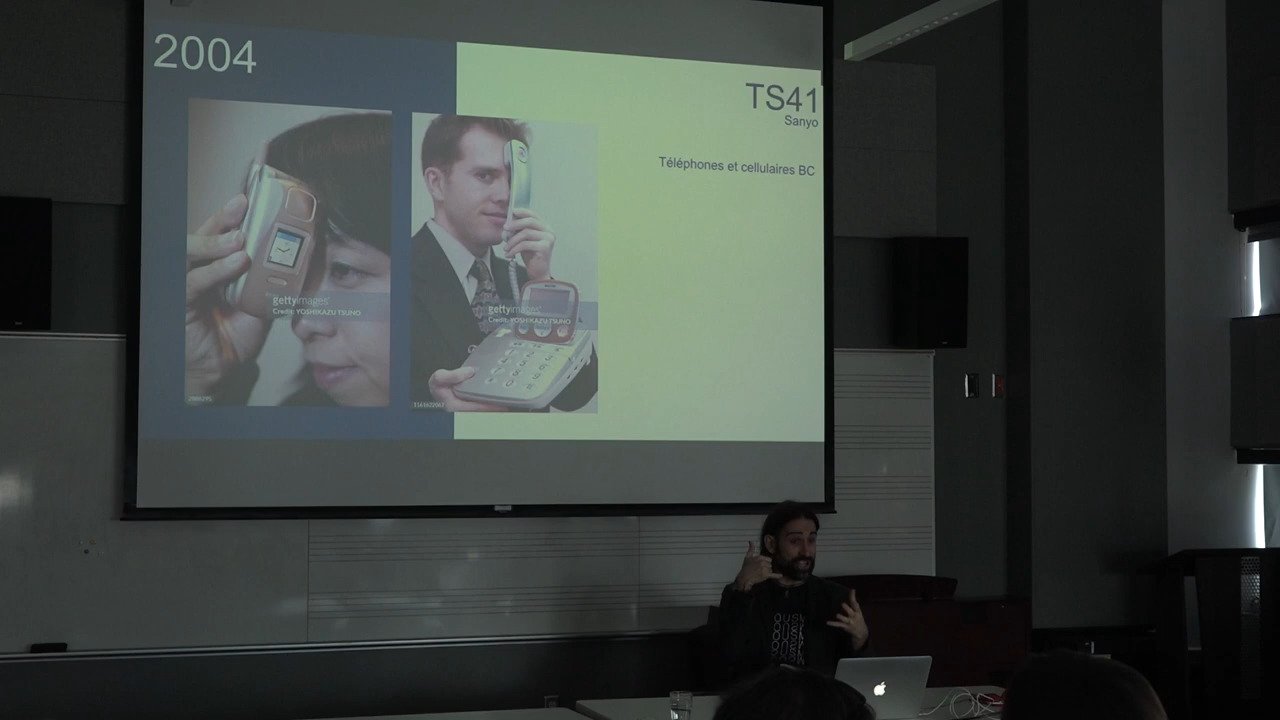 2004
TS41
Sanyo
Téléphones et cellulaires BC
gettyimages
Credit: YOSHIKAZU TSUNO
gettyimages
Credit: YOSHIKAZU TSUNO